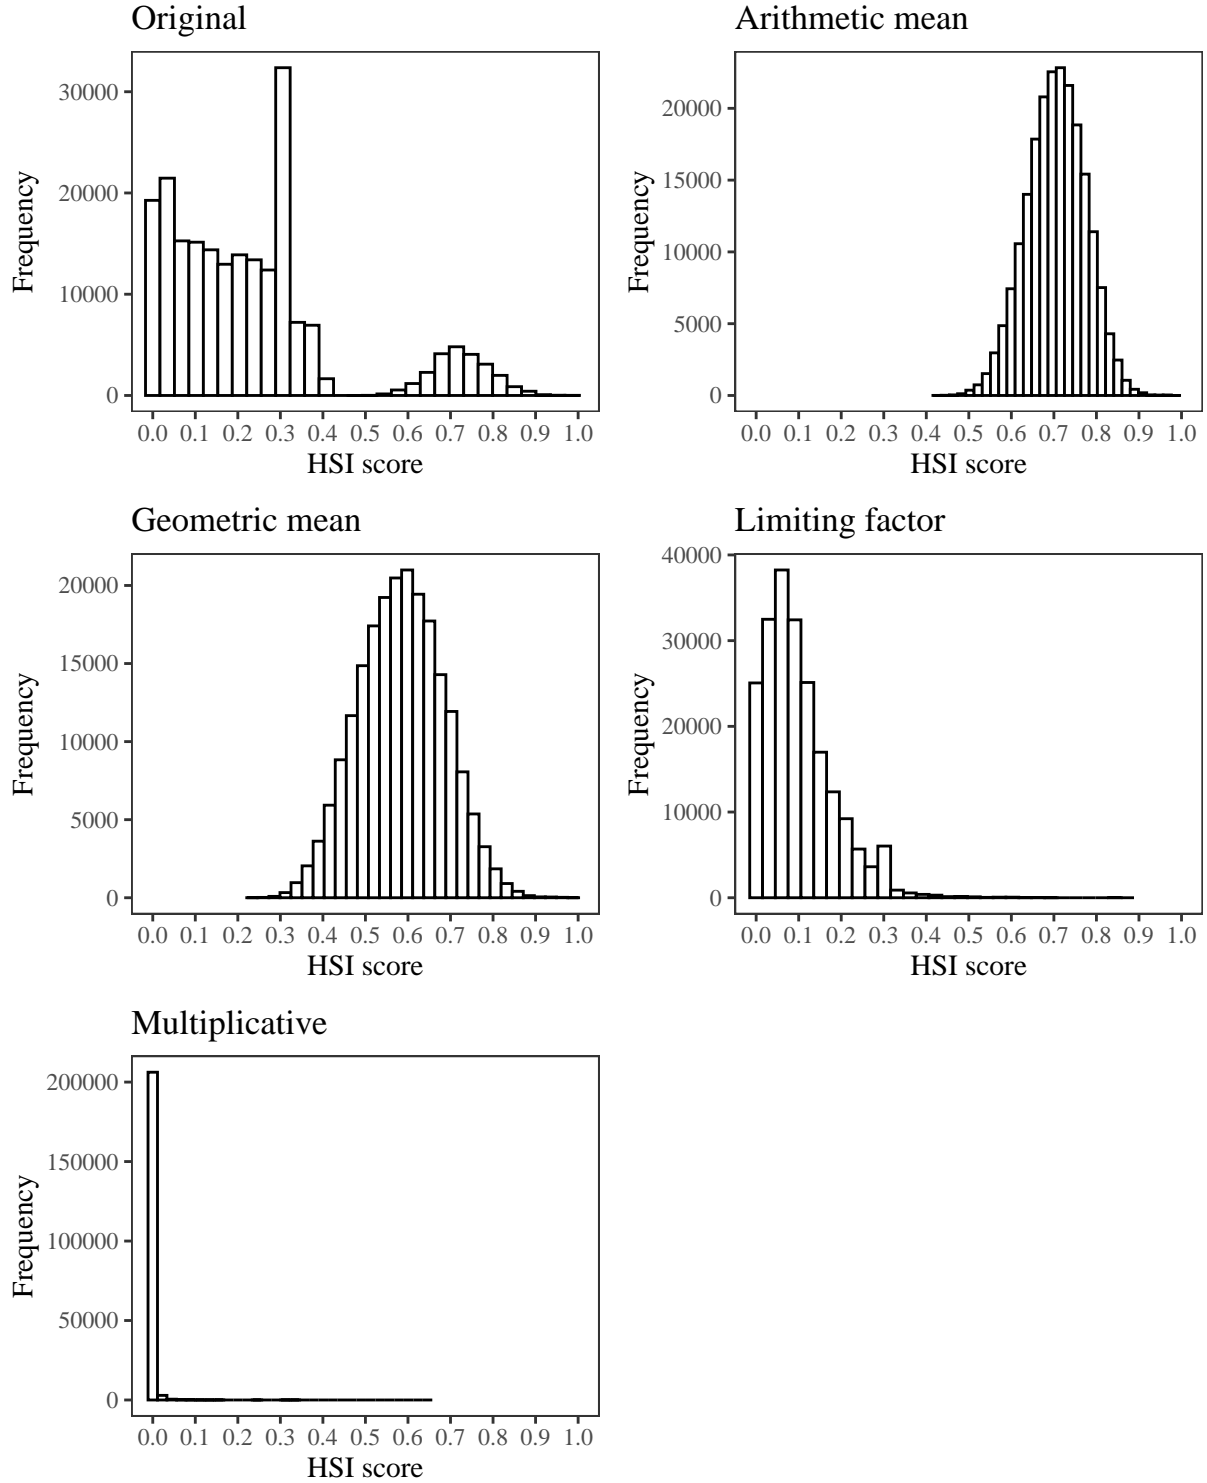 Original
Frequency
30000
20000
10000
0
0.0 0.1 0.2 0.3 0.4 0.5 0.6 0.7 0.8 0.9 1.0
HSI score
Arithmetic mean
Frequency
20000
15000
10000
5000
0
0.0 0.1 0.2 0.3 0.4 0.5 0.6 0.7 0.8 0.9 1.0
HSI score
Geometric mean
Frequency
20000
15000
10000
5000
0
0.0 0.1 0.2 0.3 0.4 0.5 0.6 0.7 0.8 0.9 1.0
HSI score
Limiting factor
Frequency
40000
30000
20000
10000
0
0.0 0.1 0.2 0.3 0.4 0.5 0.6 0.7 0.8 0.9 1.0
HSI score
Multiplicative
Frequency
200000
150000
100000
50000
0
0.0 0.1 0.2 0.3 0.4 0.5 0.6 0.7 0.8 0.9 1.0
HSI score